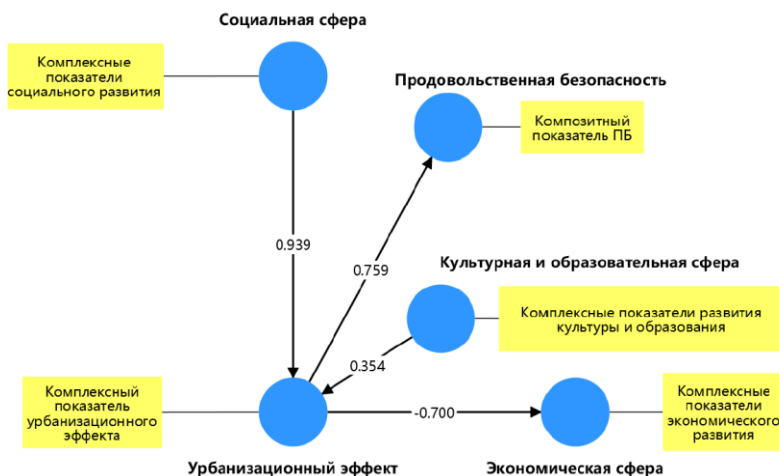 Социальная сфера
Комплексные
показатели
социального развития
Продовольственная безопасность
Композитный
показатель ПБ
0.939
0.759
Культурная и образовательная сфера
Комплексные показатели развития
культуры и образования
0.354
Комплексный
показатель
урбанизационного
эффекта
-0.700
Комплексные
показатели
экономического
развития
Урбанизационный эффект
Экономическая сфера